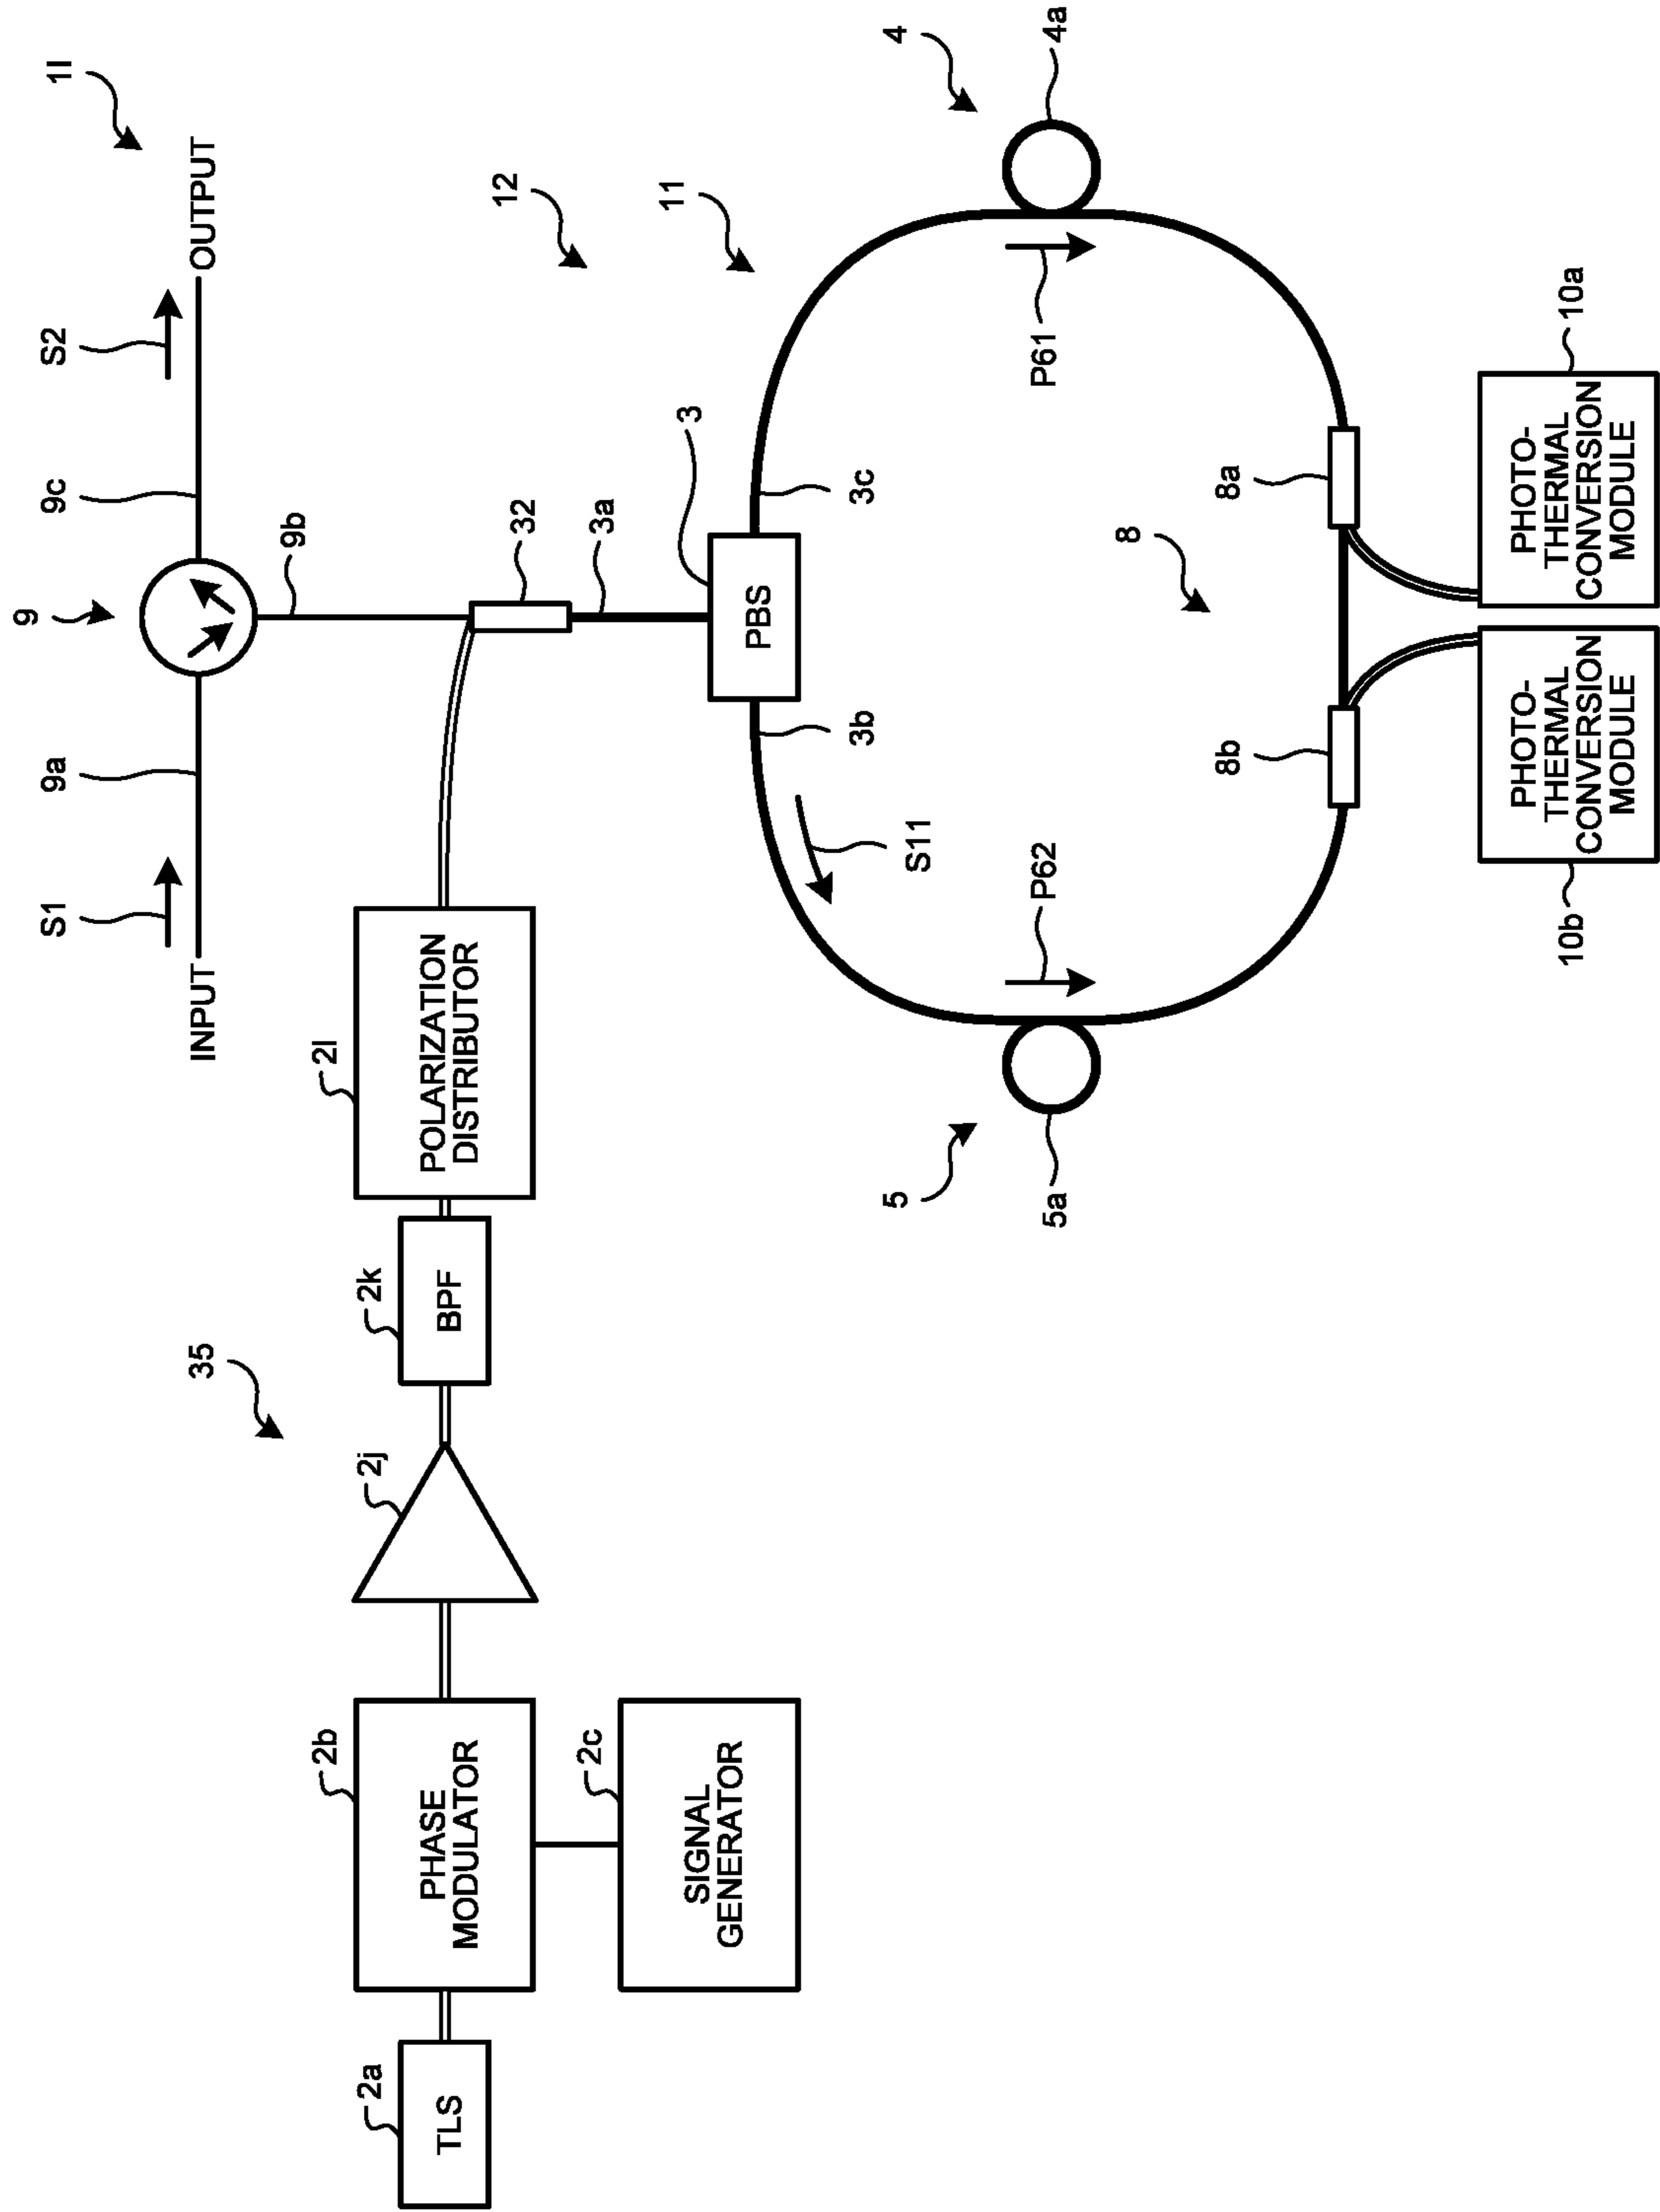 1I
S1
9a
9
9c
S2
INPUT
OUTPUT
9b
35
2a
TLS
2b
PHASE
MODULATOR
2c
SIGNAL
GENERATOR
2j
2k
BPF
2l
POLARIZATION
DISTRIBUTOR
32
3a
12
3
PBS
11
3b
3c
S11
5
5a
P62
P61
4
4a
8
8b
8a
10b
PHOTO-
THERMAL
CONVERSION
MODULE
PHOTO-
THERMAL
CONVERSION
MODULE
10a